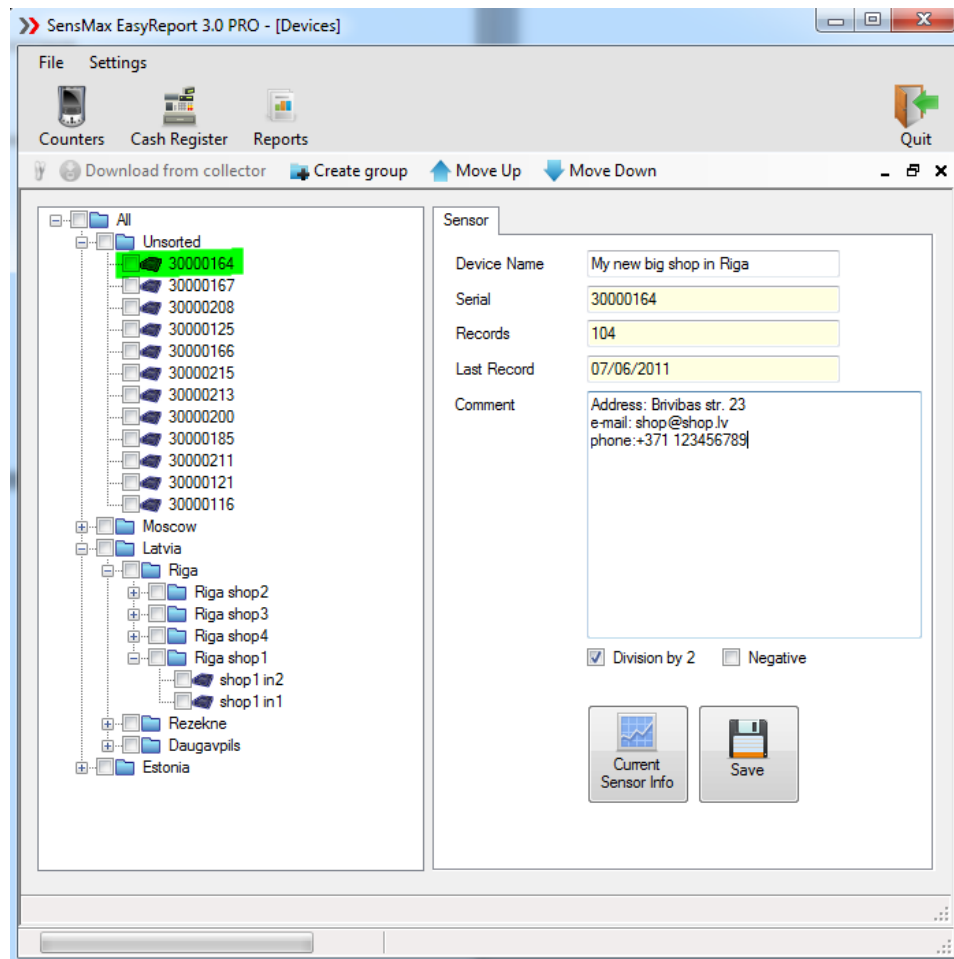 SensMax EasyReport 3.0 PRO - [Devices]
File Settings
Counters Cash Register Reports Quit
Download from collector Create group Move Up Move Down
All
Unsorted
30000164
30000167
30000208
30000125
30000166
30000215
30000213
30000200
30000185
30000211
30000121
30000116
Moscow
Latvia
Riga
Riga shop2
Riga shop3
Riga shop4
Riga shop1
shop1 in2
shop1 in1
Rezekne
Daugavpils
Estonia
Sensor
Device Name My new big shop in Riga
Serial 30000164
Records 104
Last Record 07/06/2011
Comment Address: Brivibas str. 23
e-mail: shop@shop.lv
phone:+371 123456789
Division by 2 Negative
Current
Sensor Info
Save